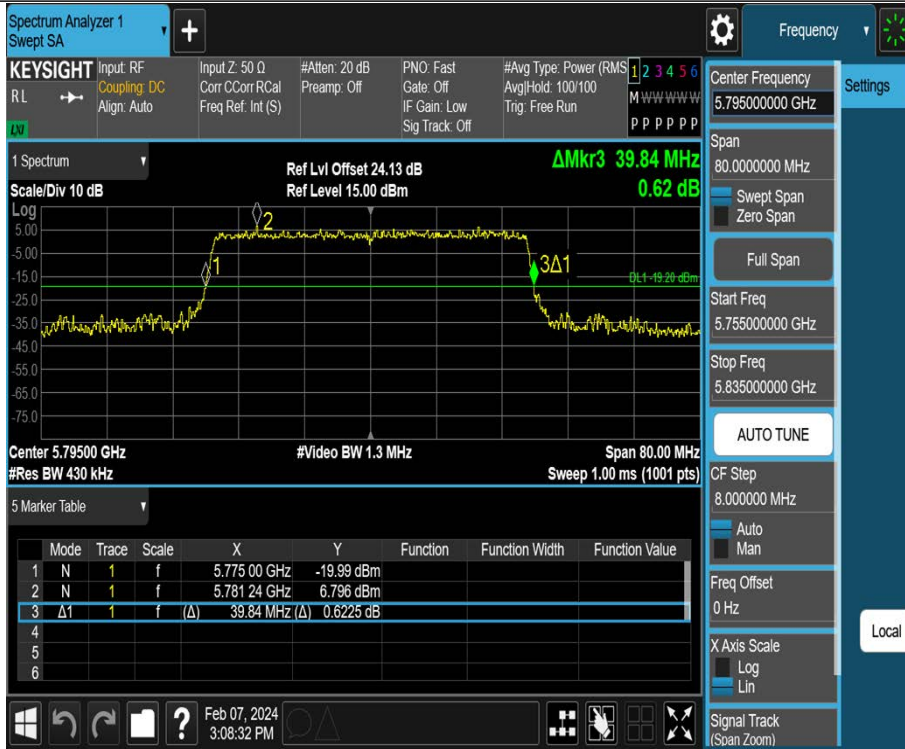 Spectrum Analyzer 1
Swept SA
+
Frequency
KEYSIGHT
RL
LXI
Input: RF
Coupling: DC
Align: Auto
Input Z: 50 Ω
Corr CCorr RCal
Freq Ref: Int (S)
#Atten: 20 dB
Preamp: Off
PNO: Fast
Gate: Off
IF Gain: Low
Sig Track: Off
#Avg Type: Power (RMS
Avg|Hold: 100/100
Trig: Free Run
1 2 3 4 5 6
M W W W W W
P P P P P P
Center Frequency
5.795000000 GHz
Settings
1 Spectrum
Scale/Div 10 dB
Ref Lvl Offset 24.13 dB
Ref Level 15.00 dBm
ΔMkr3 39.84 MHz
0.62 dB
Span
80.0000000 MHz
Swept Span
Zero Span
Full Span
Log
5.00
-5.00
-15.0
-25.0
-35.0
-45.0
-55.0
-65.0
-75.0
1
2
3Δ1
DL1 -19.20 dBm
Start Freq
5.755000000 GHz
Stop Freq
5.835000000 GHz
AUTO TUNE
Center 5.79500 GHz
#Res BW 430 kHz
#Video BW 1.3 MHz
Span 80.00 MHz
Sweep 1.00 ms (1001 pts)
CF Step
8.000000 MHz
Auto
Man
5 Marker Table
Mode Trace Scale X Y Function Function Width Function Value
1 N 1 f 5.775 00 GHz -19.99 dBm
2 N 1 f 5.781 24 GHz 6.796 dBm
3 Δ1 1 f (Δ) 39.84 MHz (Δ) 0.6225 dB
4
5
6
Freq Offset
0 Hz
Local
X Axis Scale
Log
Lin
Signal Track
(Span Zoom)
?
Feb 07, 2024
3:08:32 PM